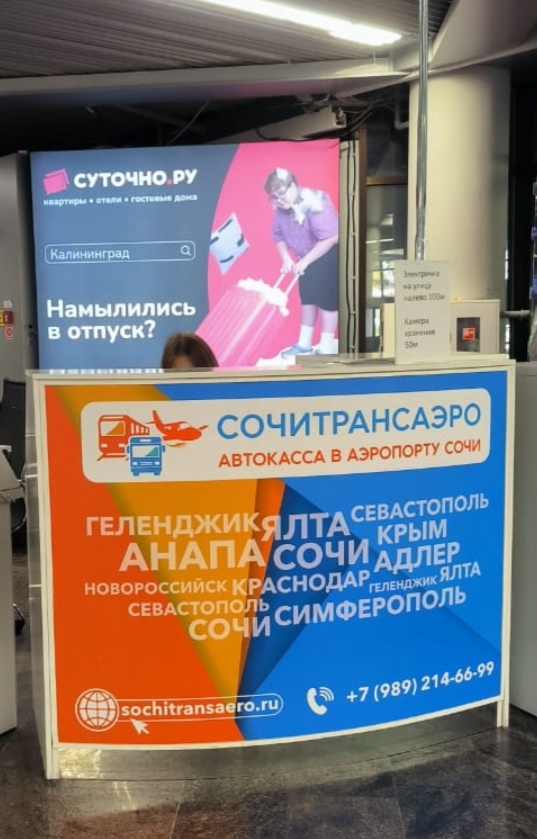 СУТОЧНО.РУ
квартиры • отели • гостевые дома
Калининград
Намылились
в отпуск?
Электричка
на улицу
налево 100м
Камера
хранения
50м
СОЧИТРАНСАЭРО
АВТОКАССА В АЭРОПОРТУ СОЧИ
ГЕЛЕНДЖИК ЯЛТА СЕВАСТОПОЛЬ
КРЫМ
АНАПА СОЧИ АДЛЕР
НОВОРОССИЙСК КРАСНОДАР ГЕЛЕНДЖИК ЯЛТА
СЕВАСТОПОЛЬ СИМФЕРОПОЛЬ
СОЧИ
sochitransaero.ru
+7 (989) 214-66-99